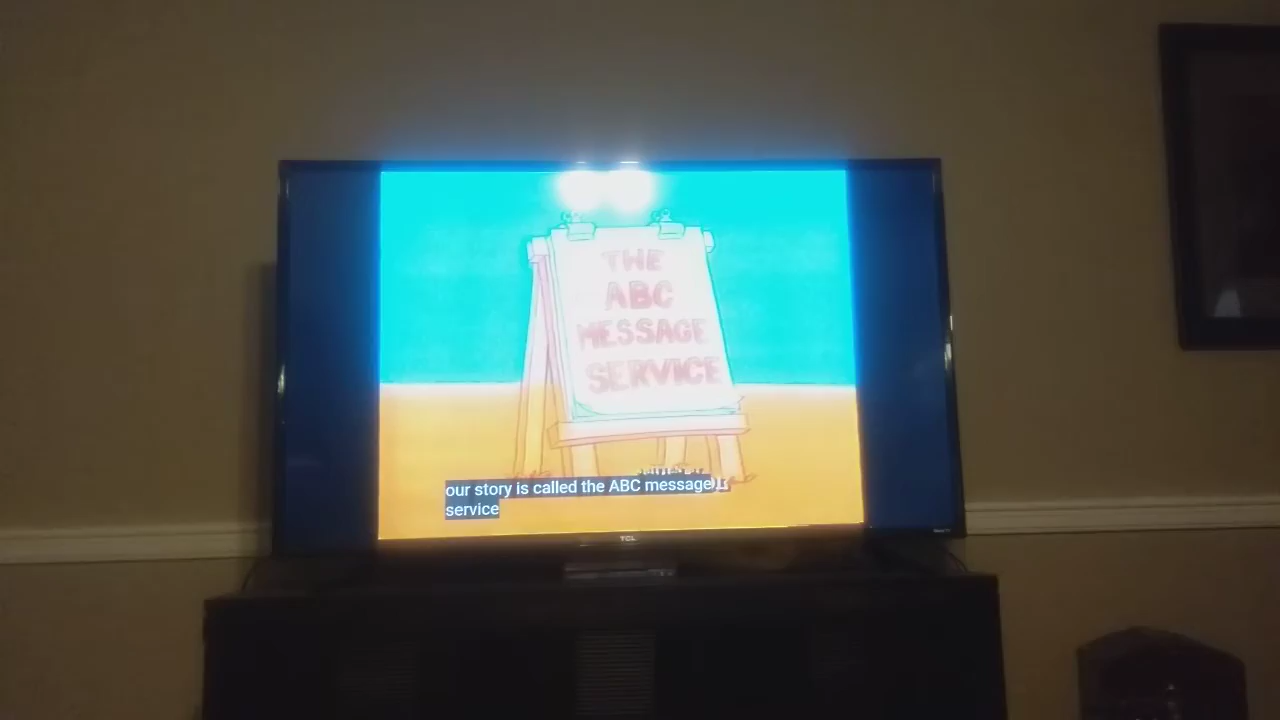 THE
ABC
MESSAGE
SERVICE
our story is called the ABC message
service
TCL